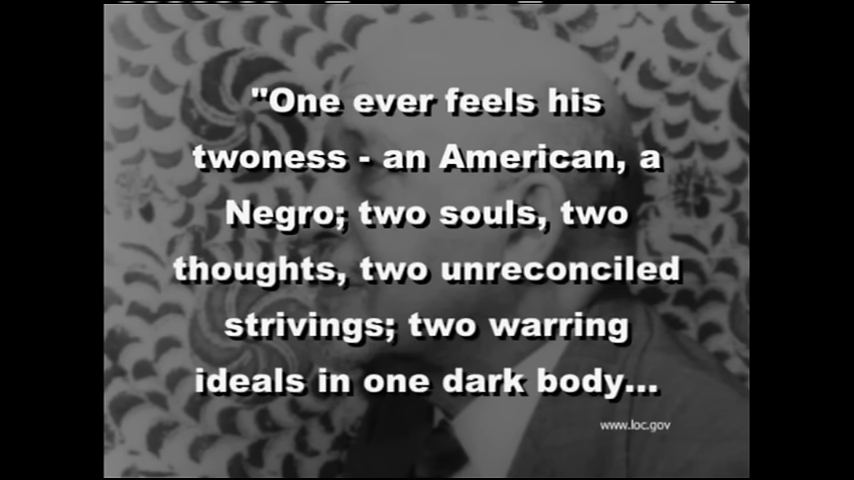 "One ever feels his
twoness - an American, a
Negro; two souls, two
thoughts, two unreconciled
strivings; two warring
ideals in one dark body...
www.loc.gov